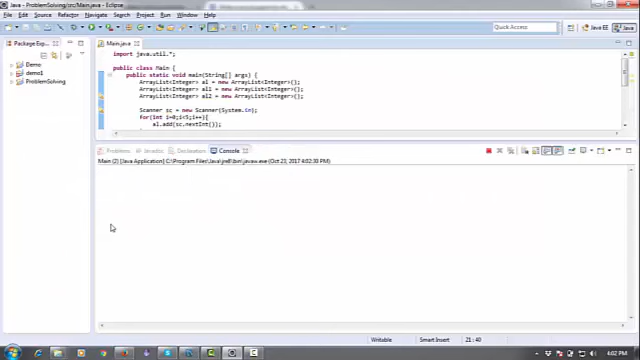 Java - ProblemSolving/src/Main.java - Eclipse
File Edit Source Refactor Navigate Search Project Run Window Help
Quick Access
Java EE
Java
Package Exp
Main.java
Demo
demo1
ProblemSolving
import java.util.*;
public class Main {
public static void main(String[] args) {
ArrayList<Integer> al = new ArrayList<Integer>();
ArrayList<Integer> al1 = new ArrayList<Integer>();
ArrayList<Integer> al2 = new ArrayList<Integer>();
Scanner sc = new Scanner(System.in);
for(int i=0;i<5;i++){
al.add(sc.nextInt());
Problems Javadoc Declaration Console
Main (2) [Java Application] C:\Program Files\Java\jre8\bin\javaw.exe (Oct 23, 2017 4:02:30 PM)
Writable
Smart Insert
21 : 40
4:02 PM